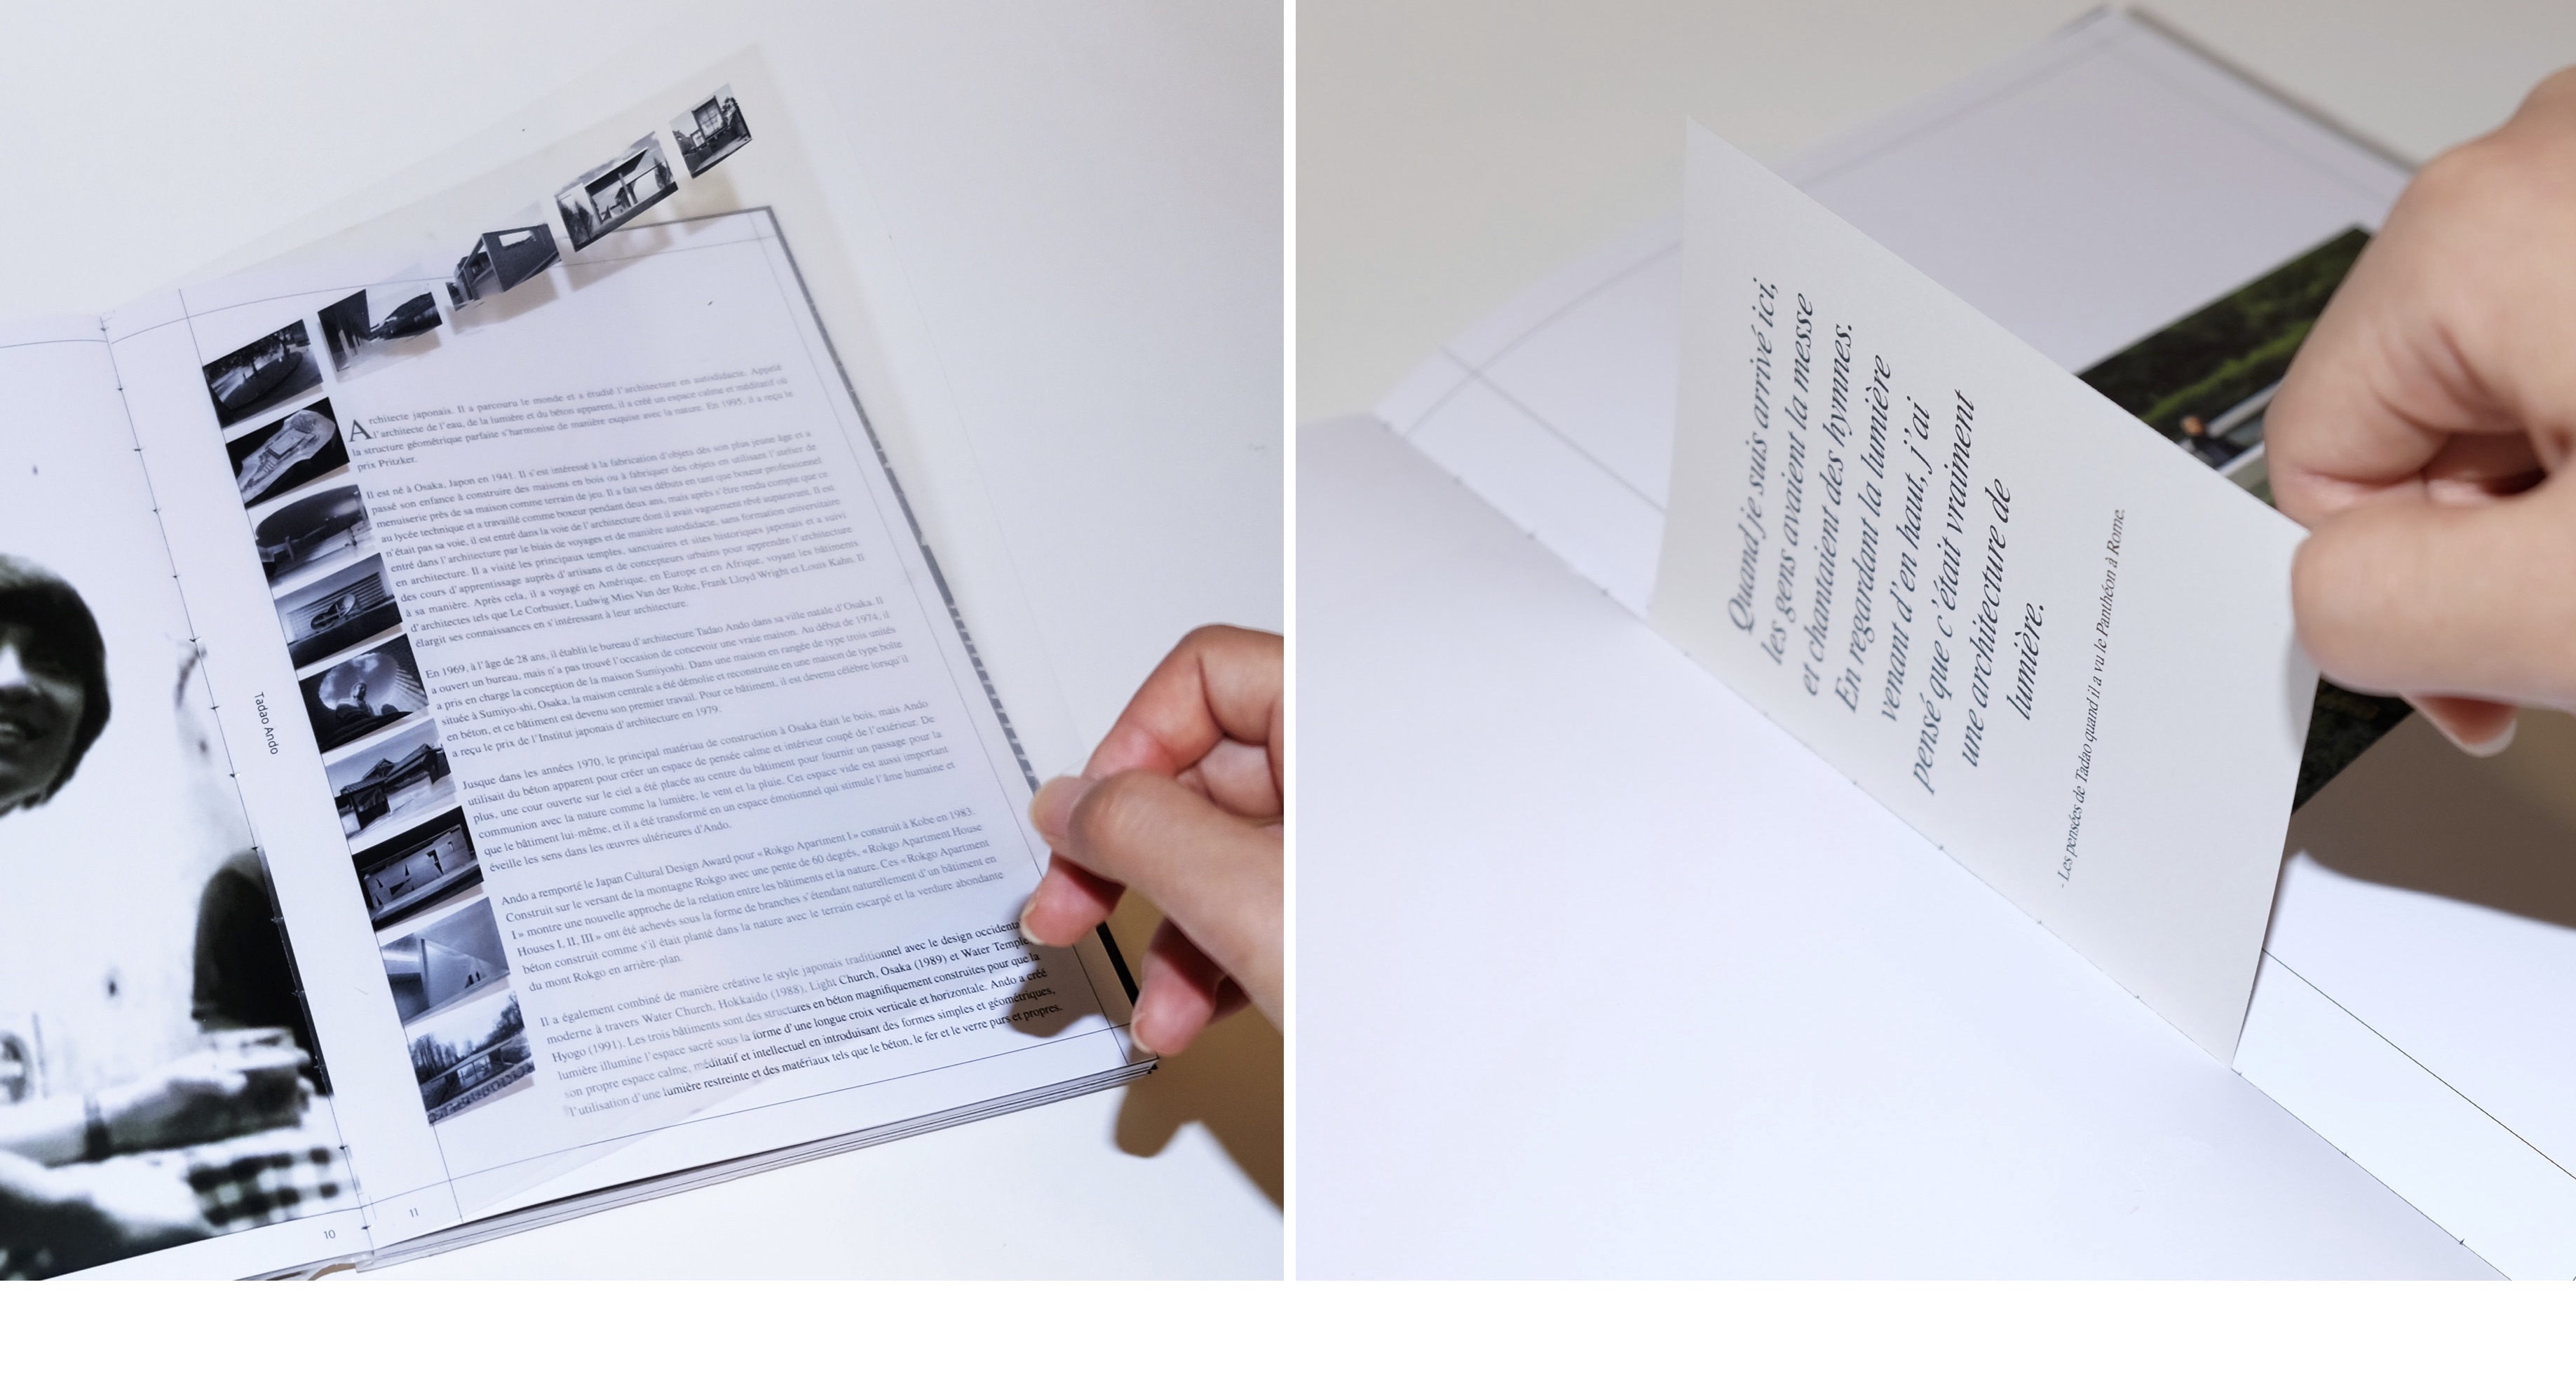 Tadao Ando
Architecte japonais. Il a parcouru le monde et a étudié l'architecture en autodidacte. Appelé
l'architecte de l'eau, de la lumière et du béton apparent, il a créé un espace calme et méditatif où
la structure géométrique parfaite s'harmonise de manière exquise avec la nature. En 1995, il a reçu le
prix Pritzker.
Il est né à Osaka, Japon en 1941. Il s'est intéressé à la fabrication d'objets dès son plus jeune âge et a
passé son enfance à construire des maisons en bois ou à fabriquer des objets en utilisant l'atelier de
menuiserie près de sa maison comme terrain de jeu. Il a fait ses débuts en tant que boxeur professionnel
au lycée technique et a travaillé comme boxeur pendant deux ans, mais après s'être rendu compte que ce
n'était pas sa voie, il est entré dans la voie de l'architecture dont il avait vaguement rêvé auparavant. Il est
entré dans l'architecture par le biais de voyages et de manière autodidacte, sans formation universitaire
en architecture. Il a visité les principaux temples, sanctuaires et sites historiques japonais et a suivi
des cours d'apprentissage auprès d'artisans et de concepteurs urbains pour apprendre l'architecture
à sa manière. Après cela, il a voyagé en Amérique, en Europe et en Afrique, voyant les bâtiments
d'architectes tels que Le Corbusier, Ludwig Mies Van der Rohe, Frank Lloyd Wright et Louis Kahn. Il
élargit ses connaissances en s'intéressant à leur architecture.
En 1969, à l'âge de 28 ans, il établit le bureau d'architecture Tadao Ando dans sa ville natale d'Osaka. Il
a ouvert un bureau, mais n'a pas trouvé l'occasion de concevoir une vraie maison. Au début de 1974, il
a pris en charge la conception de la maison Sumiyoshi. Dans une maison en rangée de type trois unités
située à Sumiyo-shi, Osaka, la maison centrale a été démolie et reconstruite en une maison de type boîte
en béton, et ce bâtiment est devenu son premier travail. Pour ce bâtiment, il est devenu célèbre lorsqu'il
a reçu le prix de l'Institut japonais d'architecture en 1979.
Jusque dans les années 1970, le principal matériau de construction à Osaka était le bois, mais Ando
utilisait du béton apparent pour créer un espace de pensée calme et intérieur coupé de l'extérieur. De
plus, une cour ouverte sur le ciel a été placée au centre du bâtiment pour fournir un passage pour la
communion avec la nature comme la lumière, le vent et la pluie. Cet espace vide est aussi important
que le bâtiment lui-même, et il a été transformé en un espace émotionnel qui stimule l'âme humaine et
éveille les sens dans les œuvres ultérieures d'Ando.
Ando a remporté le Japan Cultural Design Award pour «Rokgo Apartment I» construit à Kobe en 1983.
Construit sur le versant de la montagne Rokgo avec une pente de 60 degrés, «Rokgo Apartment House
I» montre une nouvelle approche de la relation entre les bâtiments et la nature. Ces «Rokgo Apartment
Houses I, II, III» ont été achevés sous la forme de branches s'étendant naturellement d'un bâtiment en
béton construit comme s'il était planté dans la nature avec le terrain escarpé et la verdure abondante
du mont Rokgo en arrière-plan.
Il a également combiné de manière créative le style japonais traditionnel avec le design occidental
moderne à travers Water Church, Hokkaido (1988), Light Church, Osaka (1989) et Water Temple,
Hyogo (1991). Les trois bâtiments sont des structures en béton magnifiquement construites pour que la
lumière illumine l'espace sacré sous la forme d'une longue croix verticale et horizontale. Ando a créé
son propre espace calme, méditatif et intellectuel en introduisant des formes simples et géométriques,
l'utilisation d'une lumière restreinte et des matériaux tels que le béton, le fer et le verre purs et propres.
10
11
Quand je suis arrivé ici,
les gens avaient la messe
et chantaient des hymnes.
En regardant la lumière
venant d'en haut, j'ai
pensé que c'était vraiment
une architecture de
lumière.
- Les pensées de Tadao quand il a vu le Panthéon à Rome.